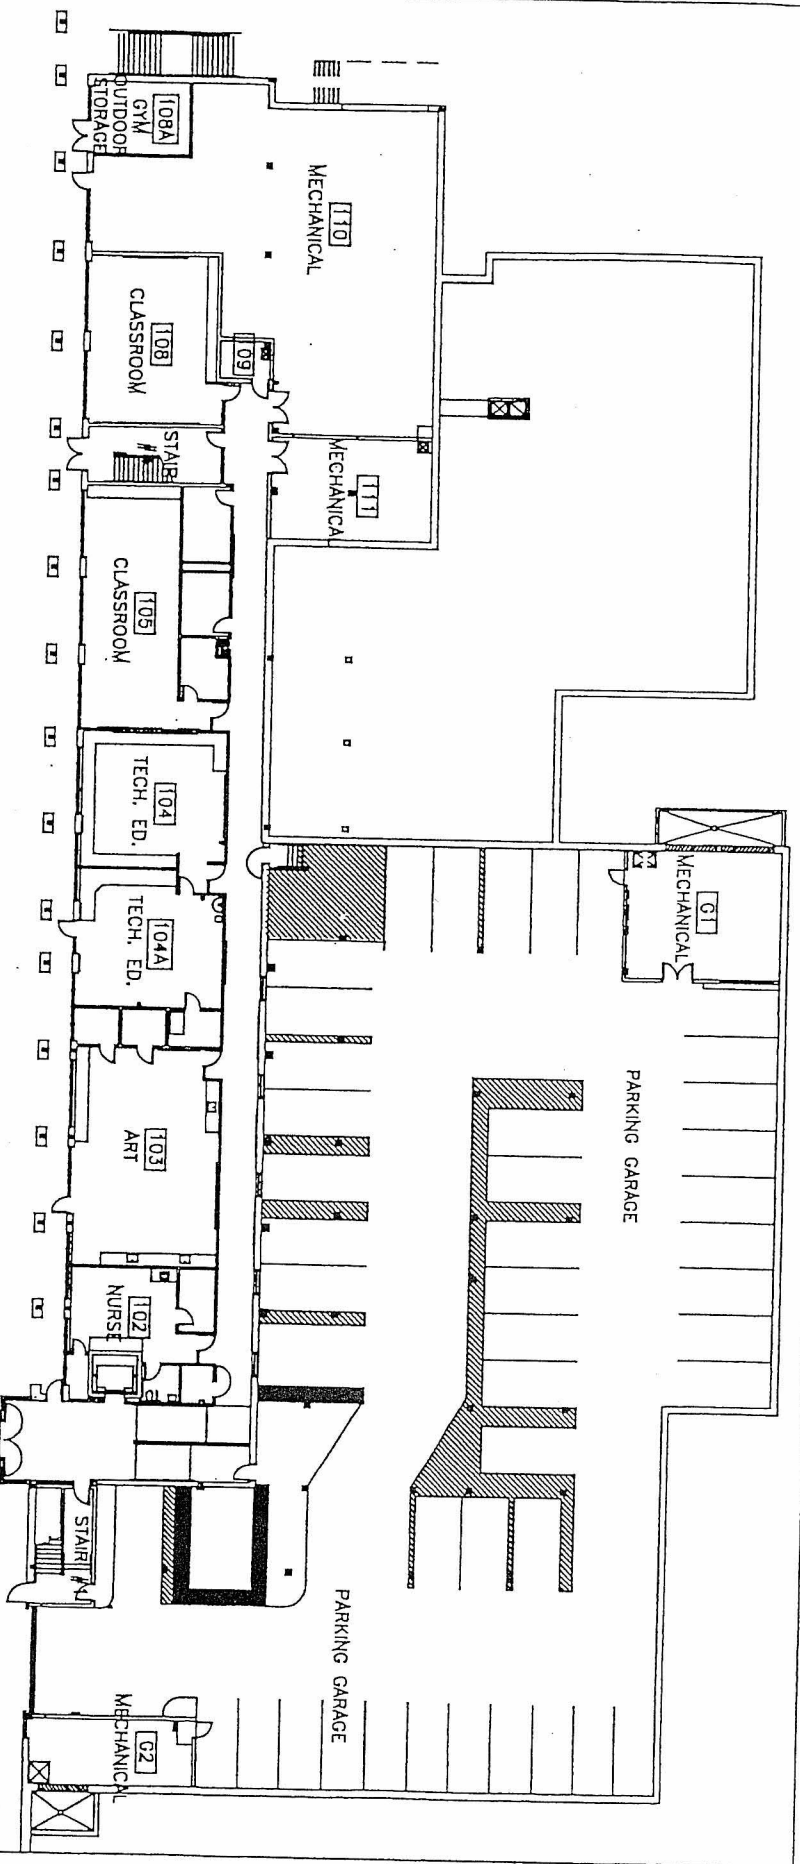 108A
GYM
OUTDOOR
STORAGE
110
MECHANICAL
108
CLASSROOM
109
STAIR
111
MECHANICAL
105
CLASSROOM
104
TECH. ED.
104A
TECH. ED.
G1
MECHANICAL
PARKING GARAGE
103
ART
102
NURSE
STAIR
PARKING GARAGE
G2
MECHANICAL